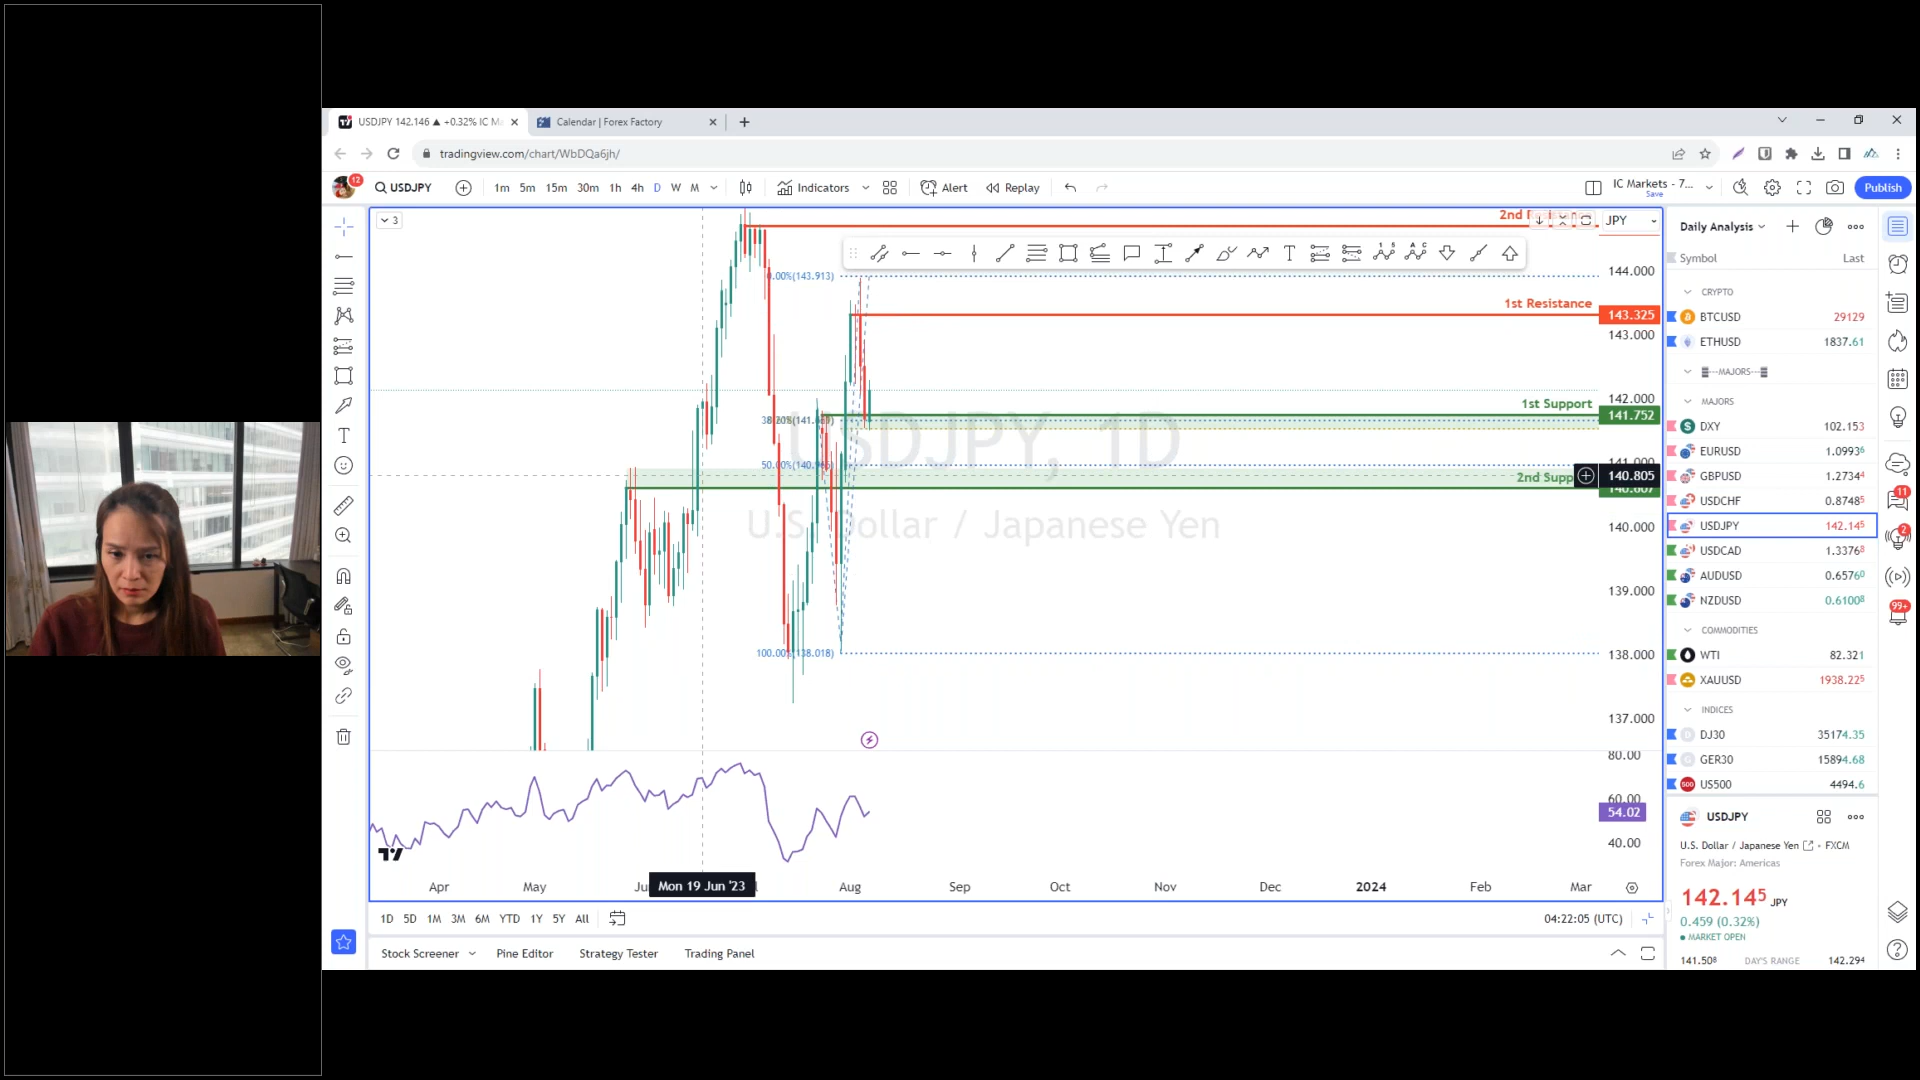 USDJPY 142.146 ▲ +0.32% IC M
Calendar | Forex Factory
tradingview.com/chart/WbDQa6jh/
12
USDJPY
1m 5m 15m 30m 1h 4h D W M
Indicators
Alert
Replay
IC Markets - 7...
Save
Publish
3
2nd
JPY
0.00%(143.913)
144.000
1st Resistance
143.325
143.000
142.000
1st Support
141.752
USDJPY, 1D
50.00%
140.805
2nd Supp
U.S. Dollar / Japanese Yen
140.000
139.000
100.00%(138.018)
138.000
137.000
80.00
60.00
54.02
40.00
Apr May Mon 19 Jun '23 Aug Sep Oct Nov Dec 2024 Feb Mar
1D 5D 1M 3M 6M YTD 1Y 5Y All
04:22:05 (UTC)
Stock Screener Pine Editor Strategy Tester Trading Panel
Daily Analysis
Symbol Last
CRYPTO
BTCUSD 29129
ETHUSD 1837.61
---MAJORS---
MAJORS
DXY 102.153
EURUSD 1.09936
GBPUSD 1.27344
USDCHF 0.87485
USDJPY 142.145
USDCAD 1.33768
AUDUSD 0.65760
NZDUSD 0.61008
COMMODITIES
WTI 82.321
XAUUSD 1938.225
INDICES
DJ30 35174.35
GER30 15894.68
US500 4494.6
USDJPY
U.S. Dollar / Japanese Yen • FXCM
Forex Major: Americas
142.145 JPY
0.459 (0.32%)
MARKET OPEN
141.508 DAY'S RANGE 142.294
11
2
99+